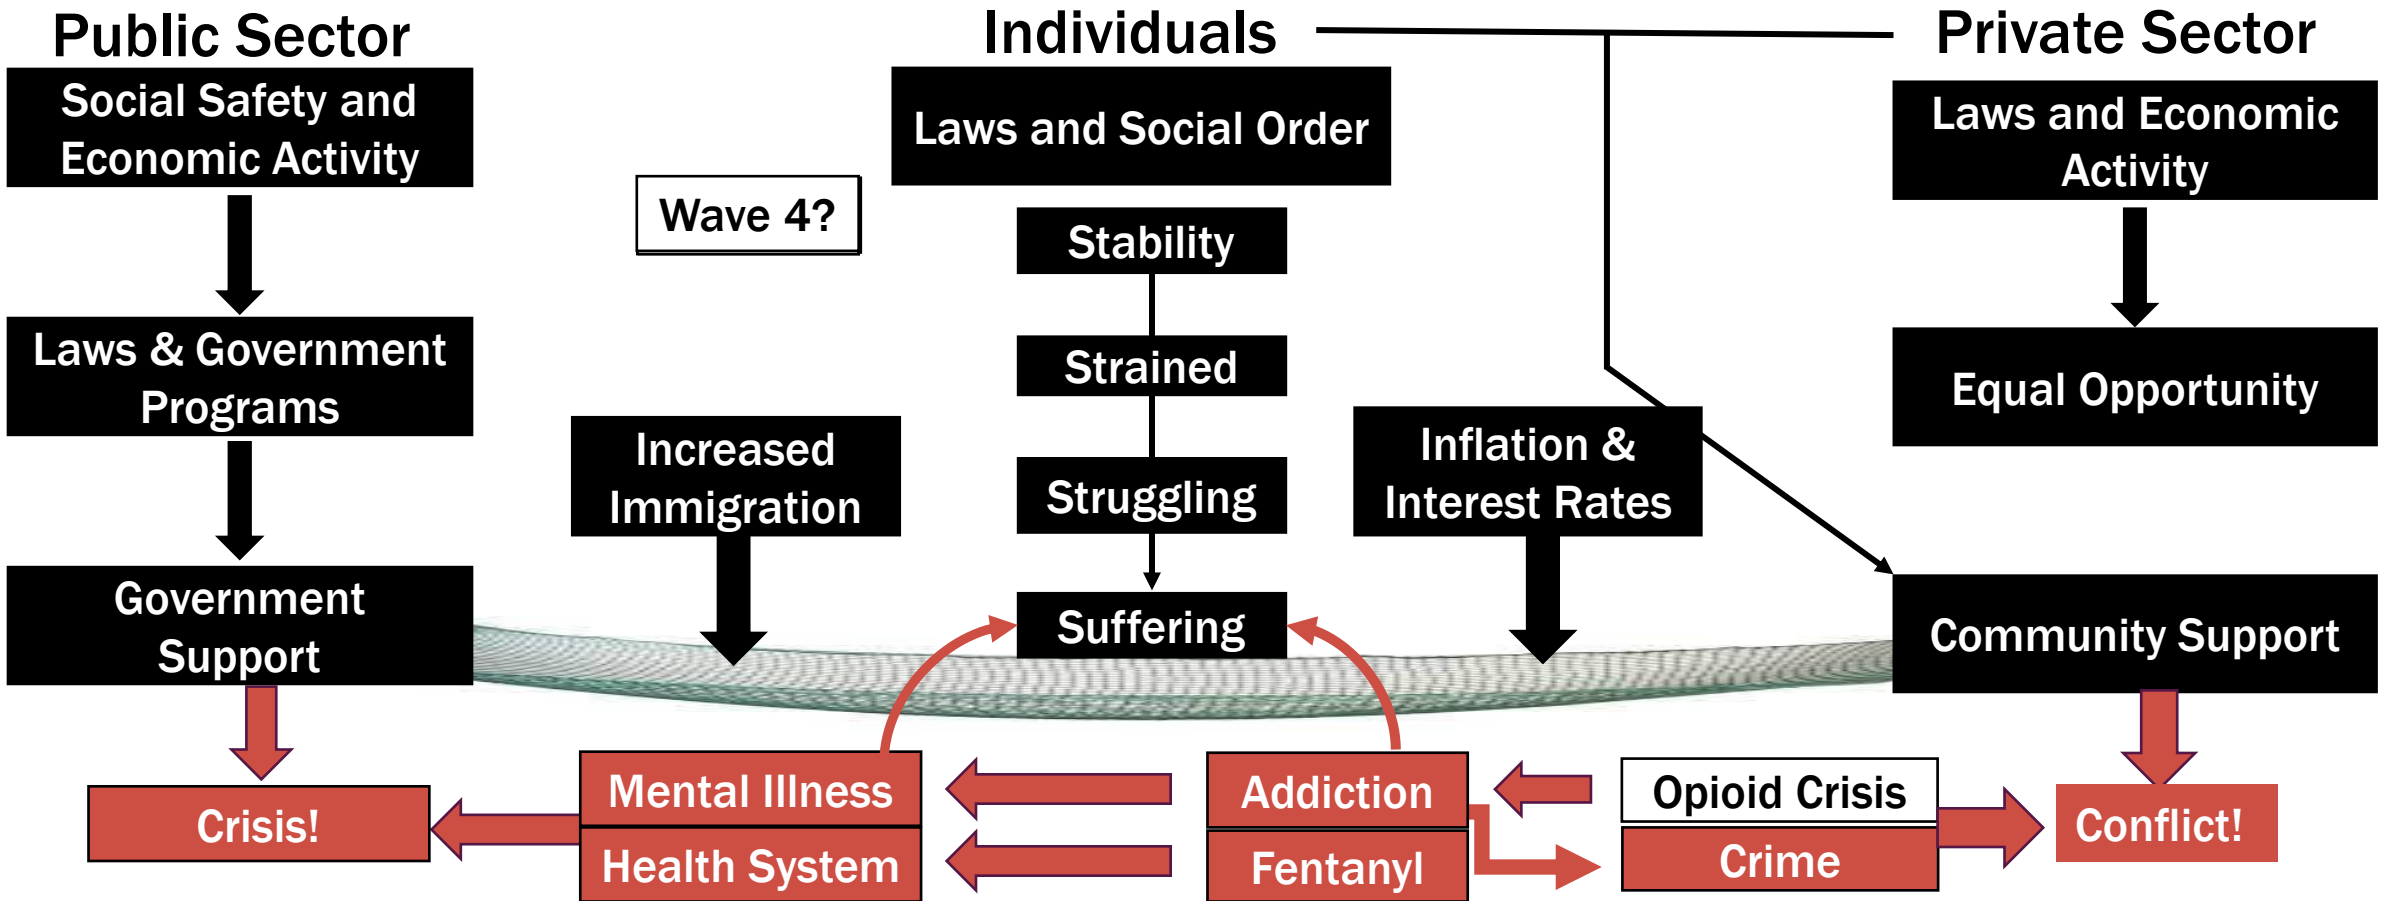 Public Sector
Individuals
Private Sector
Social Safety and
Economic Activity
Laws and Social Order
Laws and Economic
Activity
Wave 4?
Stability
Laws & Government
Programs
Strained
Equal Opportunity
Increased
Immigration
Struggling
Inflation &
Interest Rates
Government
Support
Suffering
Community Support
Crisis!
Mental Illness
Health System
Addiction
Fentanyl
Opioid Crisis
Crime
Conflict!